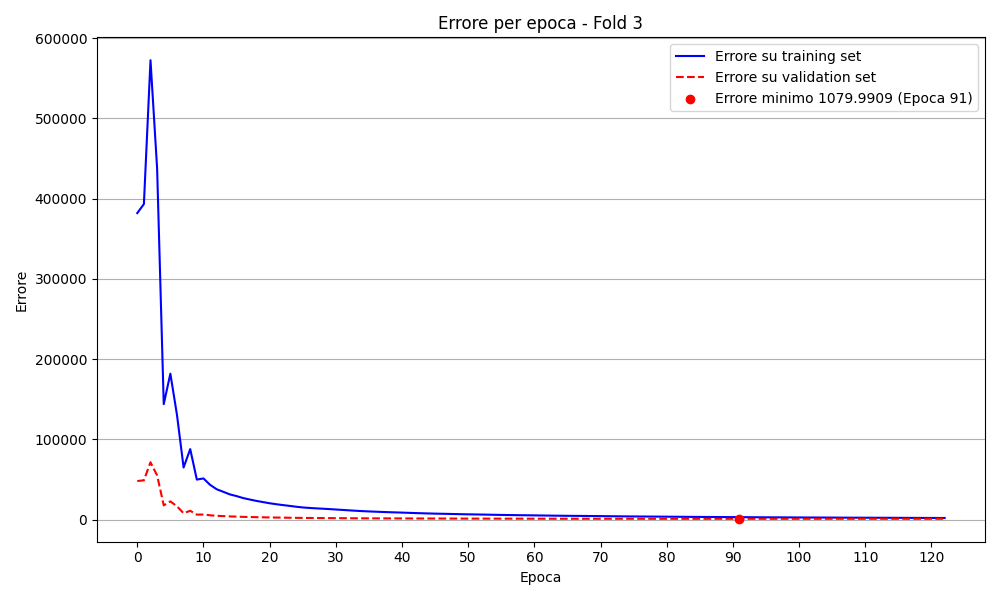 Errore per epoca - Fold 3
Errore su training set
Errore su validation set
Errore minimo 1079.9909 (Epoca 91)
Errore
600000
500000
400000
300000
200000
100000
0
0 10 20 30 40 50 60 70 80 90 100 110 120
Epoca